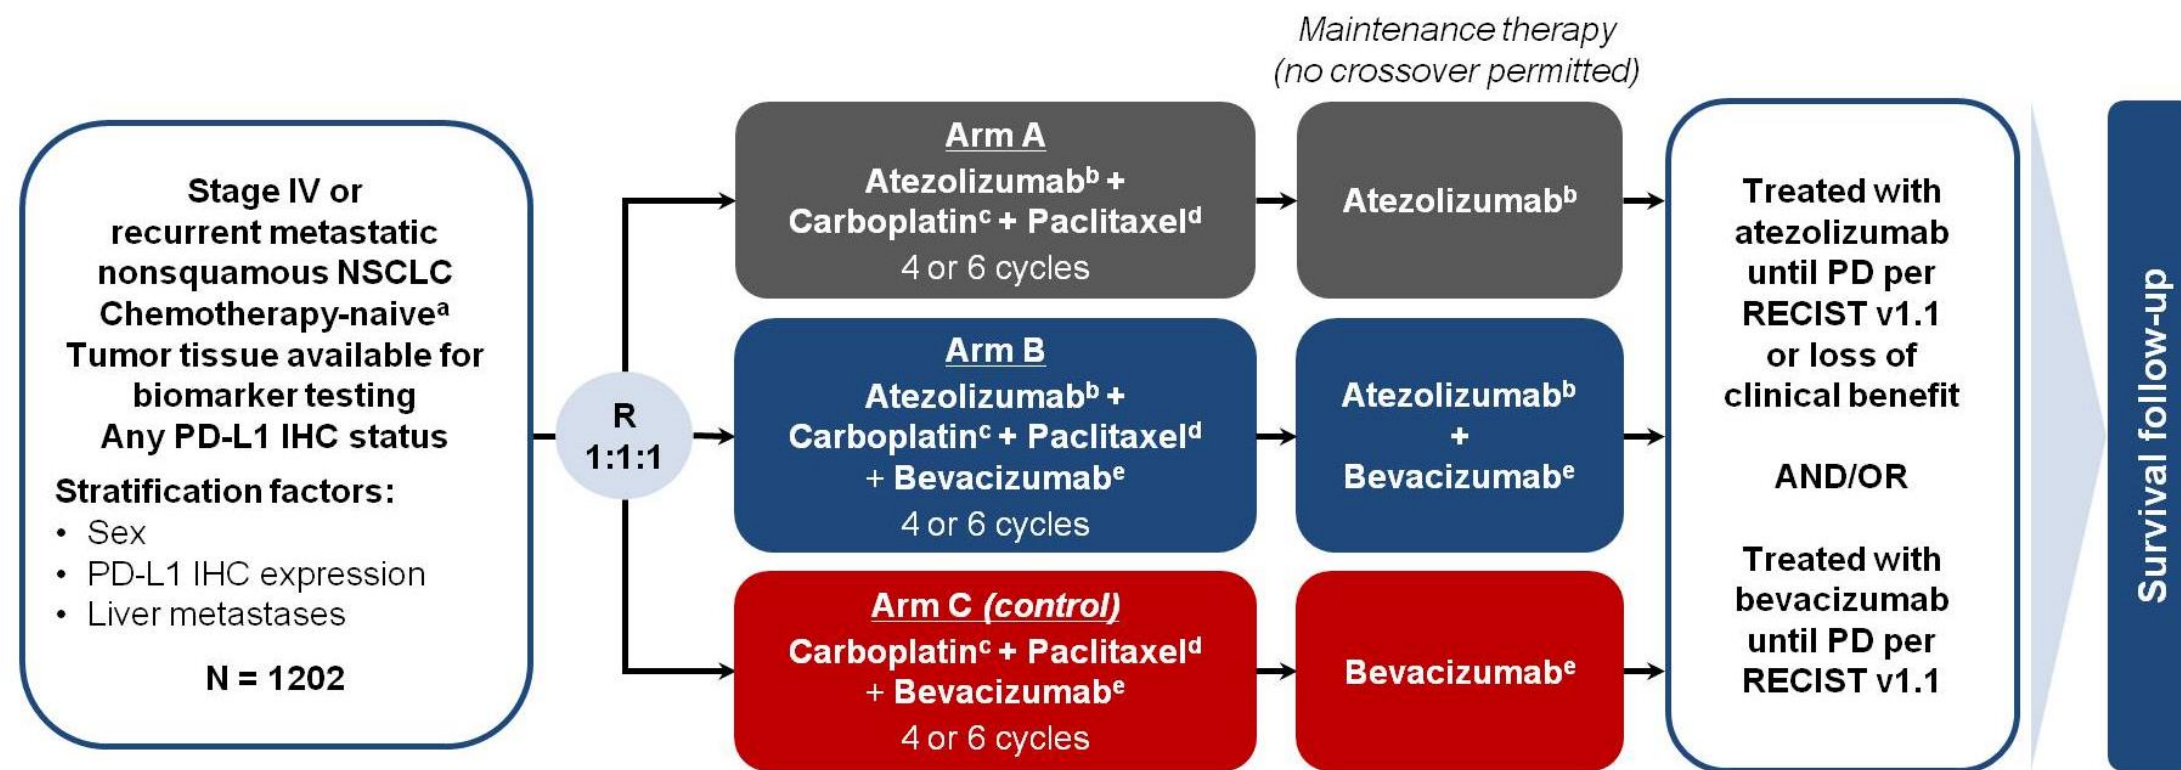 Maintenance therapy
(no crossover permitted)
Stage IV or
recurrent metastatic
nonsquamous NSCLC
Chemotherapy-naiveᵃ
Tumor tissue available for
biomarker testing
Any PD-L1 IHC status
Stratification factors:
• Sex
• PD-L1 IHC expression
• Liver metastases
N = 1202
R
1:1:1
Arm A
Atezolizumabᵇ +
Carboplatinᶜ + Paclitaxelᵈ
4 or 6 cycles
Atezolizumabᵇ
Arm B
Atezolizumabᵇ +
Carboplatinᶜ + Paclitaxelᵈ
+ Bevacizumabᵉ
4 or 6 cycles
Atezolizumabᵇ
+
Bevacizumabᵉ
Arm C (control)
Carboplatinᶜ + Paclitaxelᵈ
+ Bevacizumabᵉ
4 or 6 cycles
Bevacizumabᵉ
Treated with
atezolizumab
until PD per
RECIST v1.1
or loss of
clinical benefit
AND/OR
Treated with
bevacizumab
until PD per
RECIST v1.1
Survival follow-up